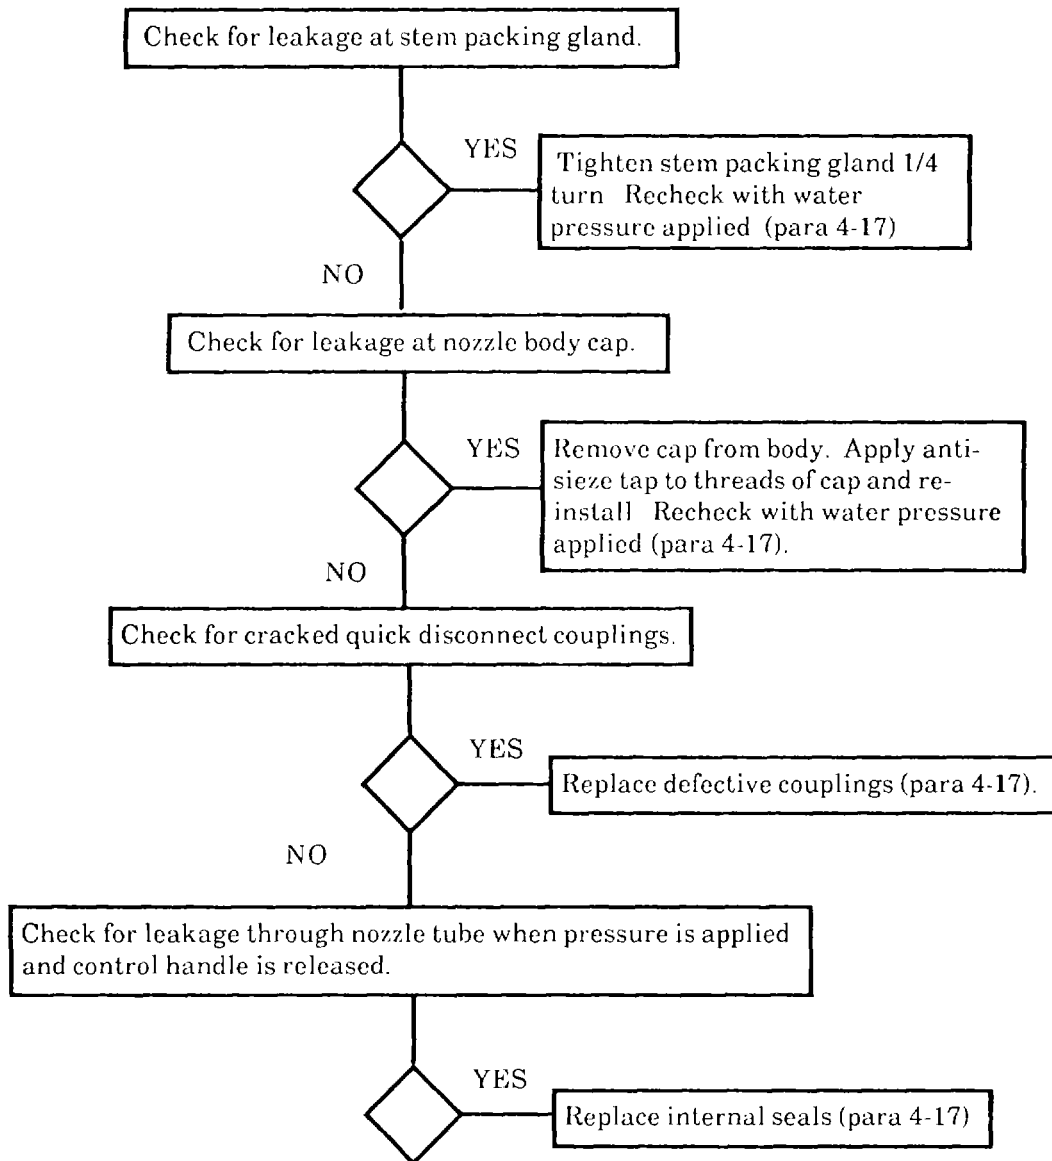 Check for leakage at stem packing gland.
YES
Tighten stem packing gland 1/4
turn Recheck with water
pressure applied (para 4-17)
NO
Check for leakage at nozzle body cap.
YES
Remove cap from body. Apply anti-
sieze tap to threads of cap and re-
install Recheck with water pressure
applied (para 4-17).
NO
Check for cracked quick disconnect couplings.
YES
Replace defective couplings (para 4-17).
NO
Check for leakage through nozzle tube when pressure is applied
and control handle is released.
YES
Replace internal seals (para 4-17)